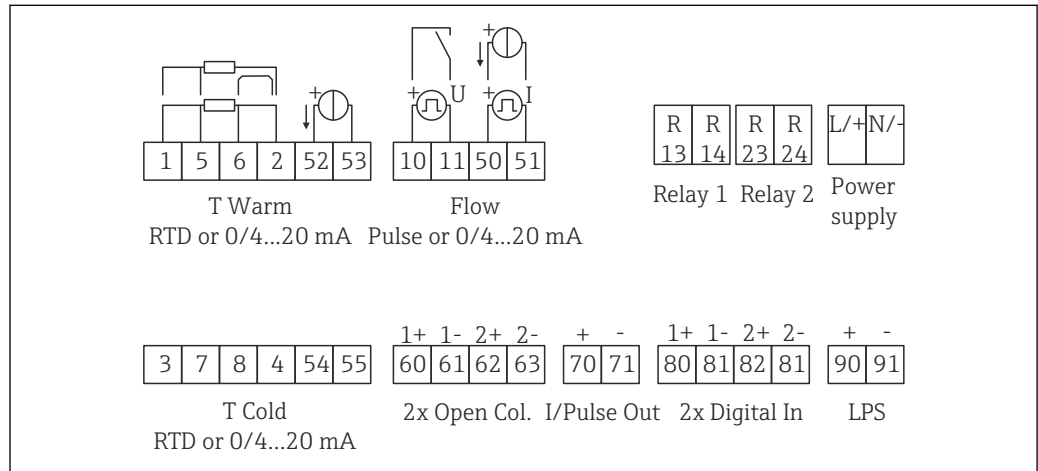 + U + I
+
+
1 5 6 2 52 53
10 11 50 51
R R R R L/+ N/-
13 14 23 24
T Warm
RTD or 0/4...20 mA
Flow
Pulse or 0/4...20 mA
Relay 1 Relay 2 Power
supply
1+ 1- 2+ 2- + - 1+ 1- 2+ 2- + -
3 7 8 4 54 55 60 61 62 63 70 71 80 81 82 81 90 91
T Cold
RTD or 0/4...20 mA
2x Open Col. I/Pulse Out 2x Digital In LPS